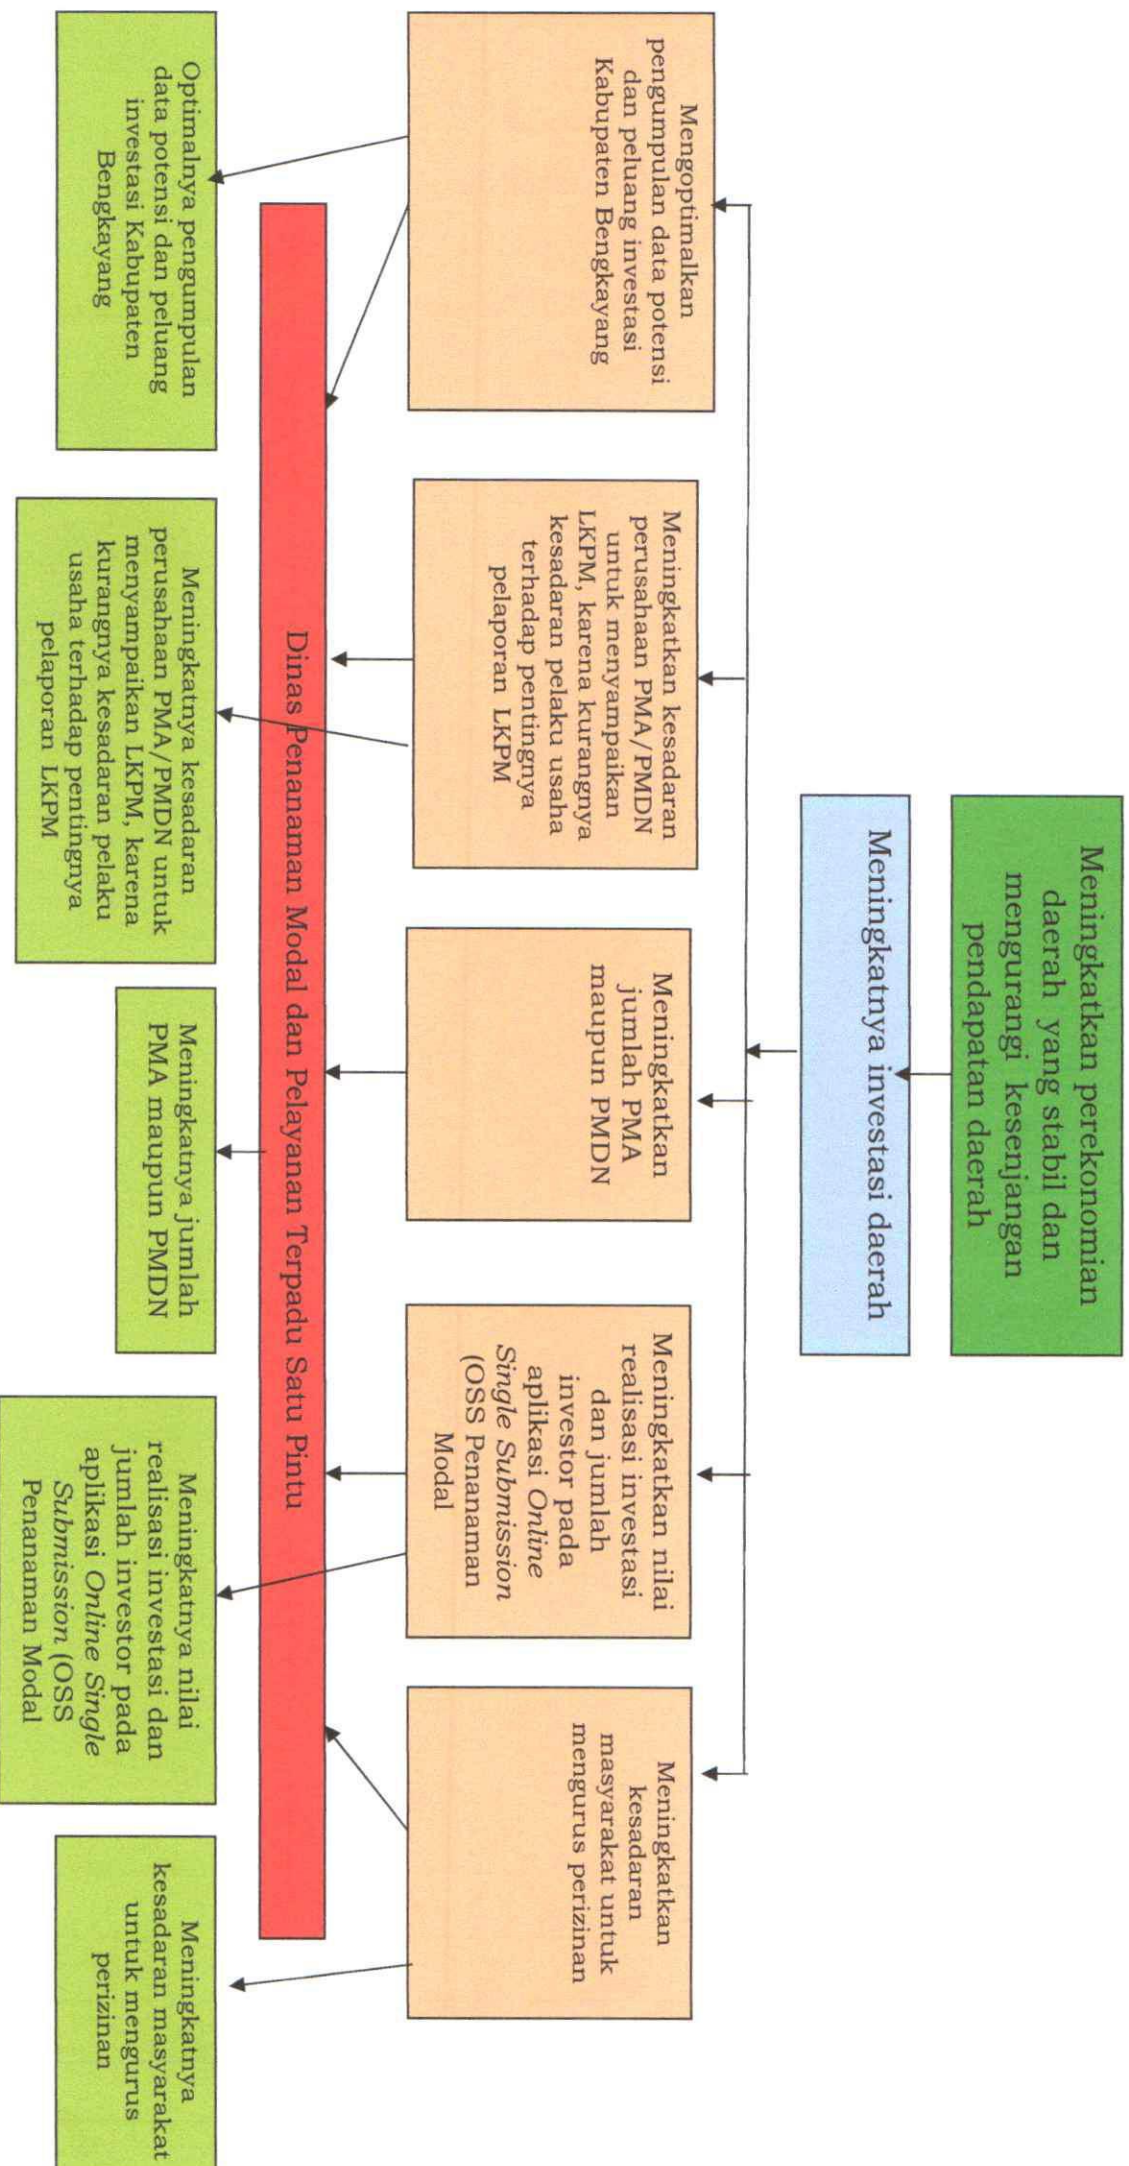 Meningkatkan perekonomian
daerah yang stabil dan
mengurangi kesenjangan
pendapatan daerah
Meningkatnya investasi daerah
Mengoptimalkan
pengumpulan data potensi
dan peluang investasi
Kabupaten Bengkayang
Meningkatkan kesadaran
perusahaan PMA/PMDN
untuk menyampaikan
LKPM, karena kurangnya
kesadaran pelaku usaha
terhadap pentingnya
pelaporan LKPM
Meningkatkan
jumlah PMA
maupun PMDN
Meningkatkan nilai
realisasi investasi
dan jumlah
investor pada
aplikasi Online
Single Submission
(OSS Penanaman
Modal
Meningkatkan
kesadaran
masyarakat untuk
mengurus perizinan
Dinas Penanaman Modal dan Pelayanan Terpadu Satu Pintu
Optimalnya pengumpulan
data potensi dan peluang
investasi Kabupaten
Bengkayang
Meningkatnya kesadaran
perusahaan PMA/PMDN untuk
menyampaikan LKPM, karena
kurangnya kesadaran pelaku
usaha terhadap pentingnya
pelaporan LKPM
Meningkatnya jumlah
PMA maupun PMDN
Meningkatnya nilai
realisasi investasi dan
jumlah investor pada
aplikasi Online Single
Submission (OSS
Penanaman Modal
Meningkatnya
kesadaran masyarakat
untuk mengurus
perizinan